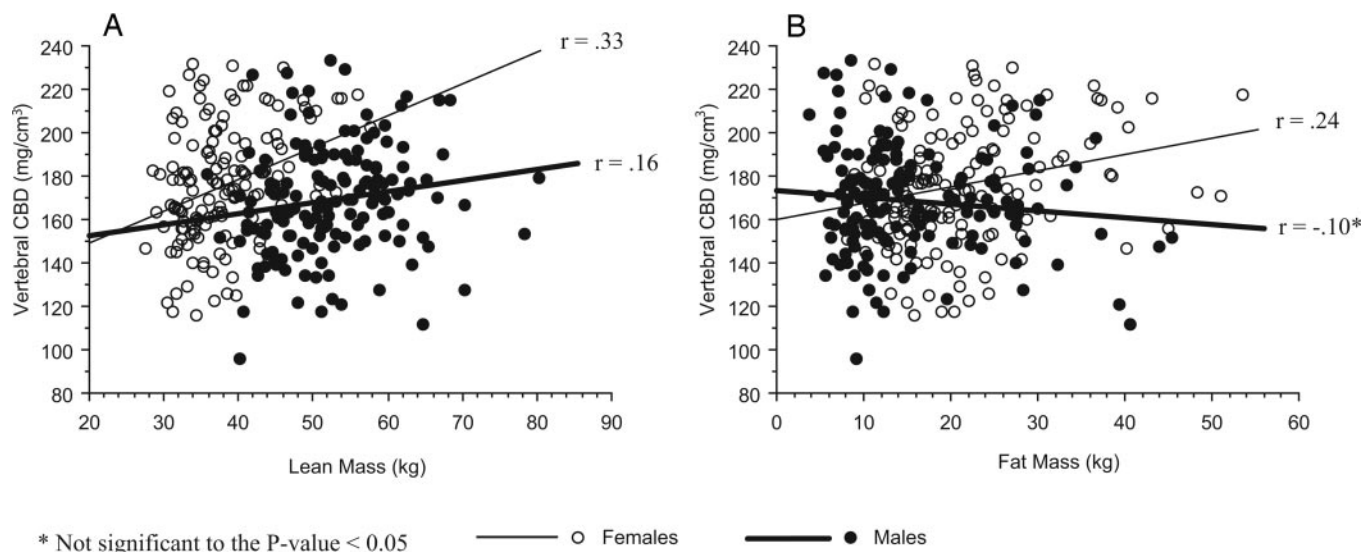 A
B
240
220
200
180
160
140
120
100
80
Vertebral CBD (mg/cm³)
20 30 40 50 60 70 80 90
Lean Mass (kg)
r = .33
r = .16
240
220
200
180
160
140
120
100
80
Vertebral CBD (mg/cm³)
0 10 20 30 40 50 60
Fat Mass (kg)
r = .24
r = -.10*
* Not significant to the P-value < 0.05
Females
Males